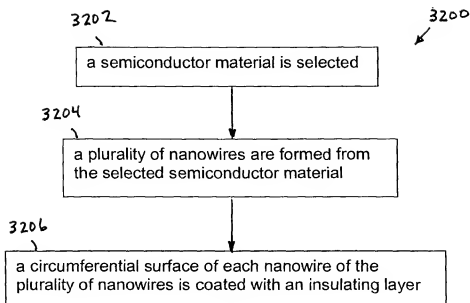 3202
3200
a semiconductor material is selected
3204
a plurality of nanowires are formed from
the selected semiconductor material
3206
a circumferential surface of each nanowire of the
plurality of nanowires is coated with an insulating layer